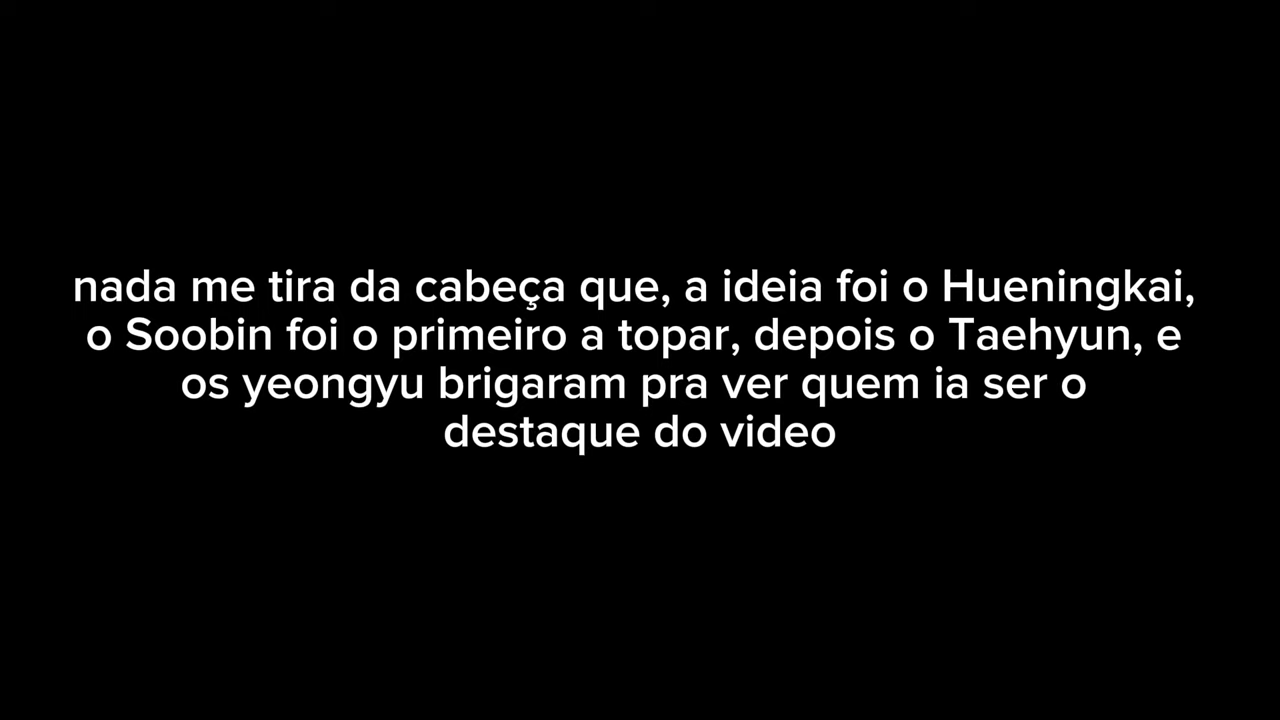 nada me tira da cabeça que, a ideia foi o Hueningkai,
o Soobin foi o primeiro a topar, depois o Taehyun, e
os yeongyu brigaram pra ver quem ia ser o
destaque do video